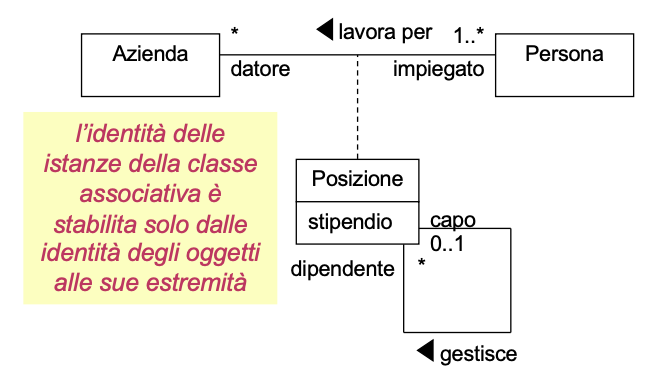 * ◀ lavora per 1..*
Azienda
Persona
datore
impiegato
l’identità delle
istanze della classe
associativa è
stabilita solo dalle
identità degli oggetti
alle sue estremità
Posizione
stipendio
capo
0..1
dipendente
*
◀ gestisce